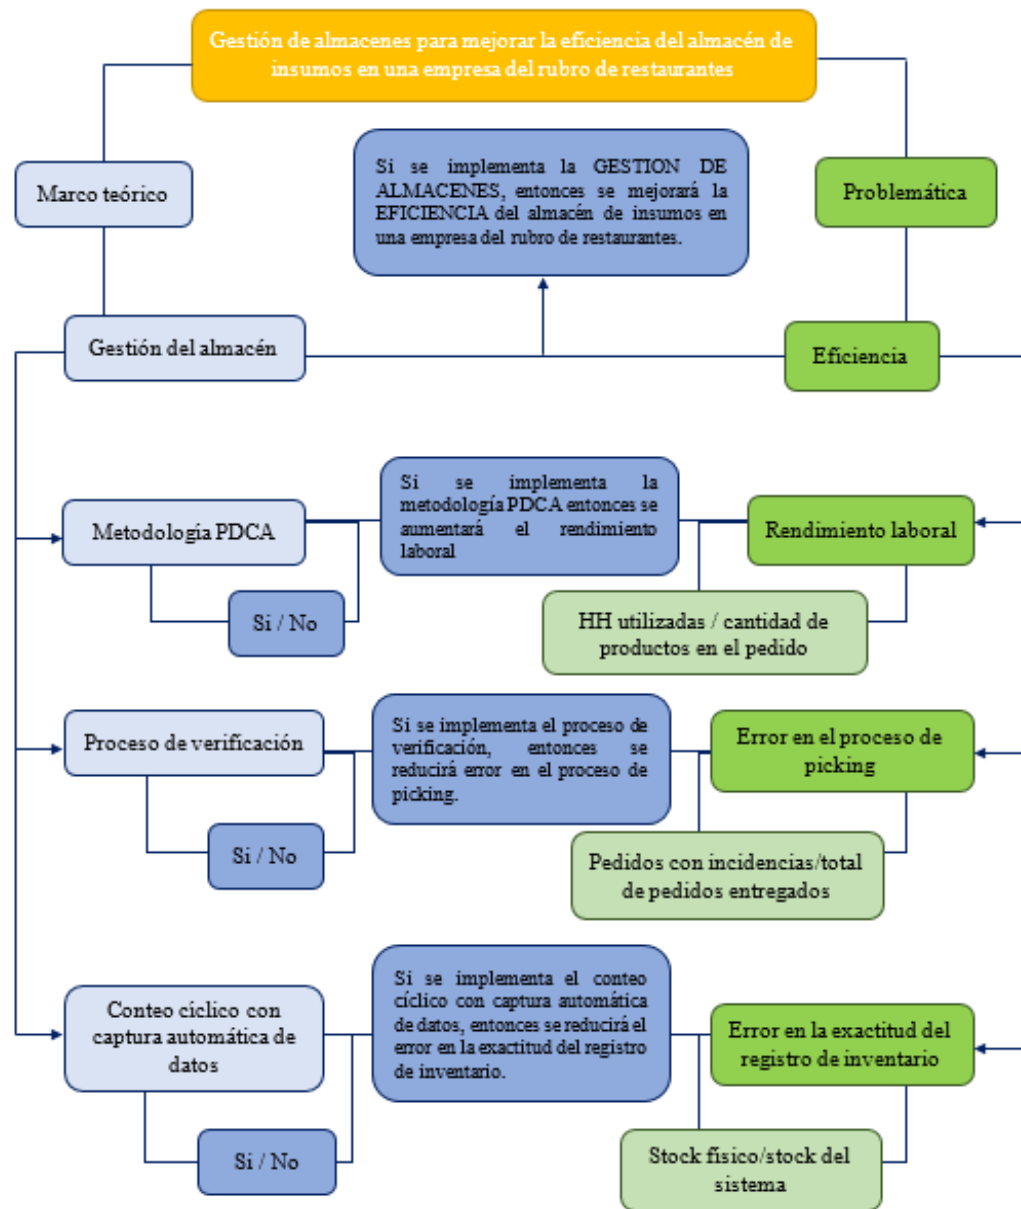 Gestión de almacenes para mejorar la eficiencia del almacén de
insumos en una empresa del rubro de restaurantes
Marco teórico
Si se implementa la GESTION DE
ALMACENES, entonces se mejorará la
EFICIENCIA del almacén de insumos en
una empresa del rubro de restaurantes.
Problemática
Gestión del almacén
Eficiencia
Metodología PDCA
Si se implementa la
metodología PDCA entonces se
aumentará el rendimiento
laboral
Rendimiento laboral
Si / No
HH utilizadas / cantidad de
productos en el pedido
Proceso de verificación
Si se implementa el proceso de
verificación, entonces se
reducirá error en el proceso de
picking.
Error en el proceso de
picking
Si / No
Pedidos con incidencias/total
de pedidos entregados
Conteo cíclico con
captura automática de
datos
Si se implementa el conteo
cíclico con captura automática
de datos, entonces se reducirá el
error en la exactitud del registro
de inventario.
Error en la exactitud del
registro de inventario
Si / No
Stock físico/stock del
sistema